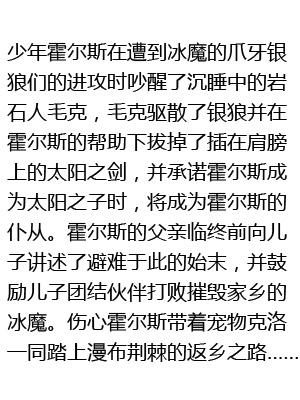 少年霍尔斯在遭到冰魔的爪牙银
狼们的进攻时吵醒了沉睡中的岩
石人毛克，毛克驱散了银狼并在
霍尔斯的帮助下拔掉了插在肩膀
上的太阳之剑，并承诺霍尔斯成
为太阳之子时，将成为霍尔斯的
仆从。霍尔斯的父亲临终前向儿
子讲述了避难于此的始末，并鼓
励儿子团结伙伴打败摧毁家乡的
冰魔。伤心霍尔斯带着宠物克洛
一同踏上漫布荆棘的返乡之路……